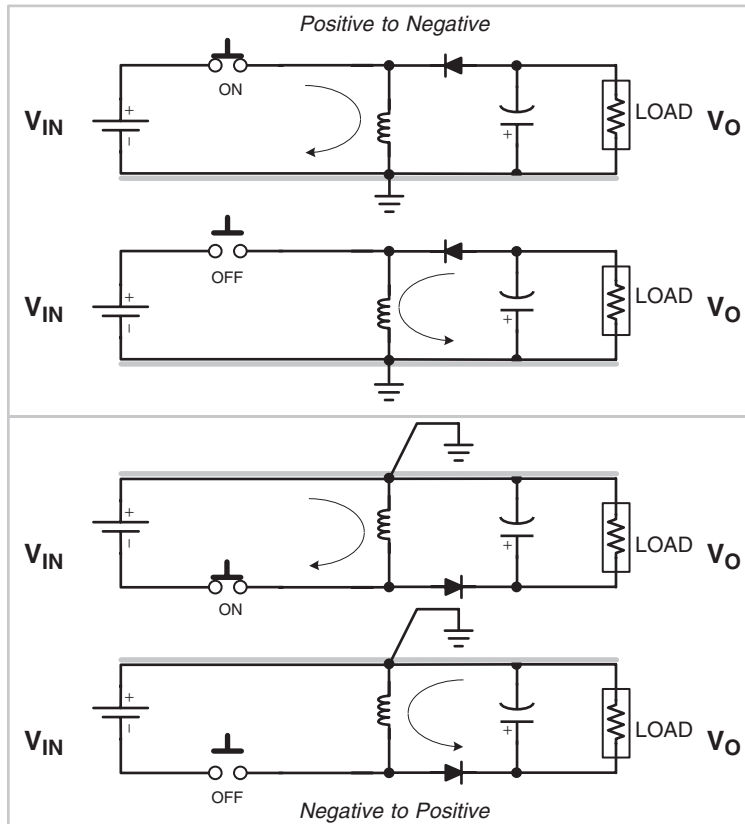 Positive to Negative
ON
+
–
V_IN
LOAD
V_O
+
OFF
+
–
V_IN
LOAD
V_O
+
+
–
V_IN
LOAD
V_O
+
ON
+
–
V_IN
LOAD
V_O
+
OFF
Negative to Positive